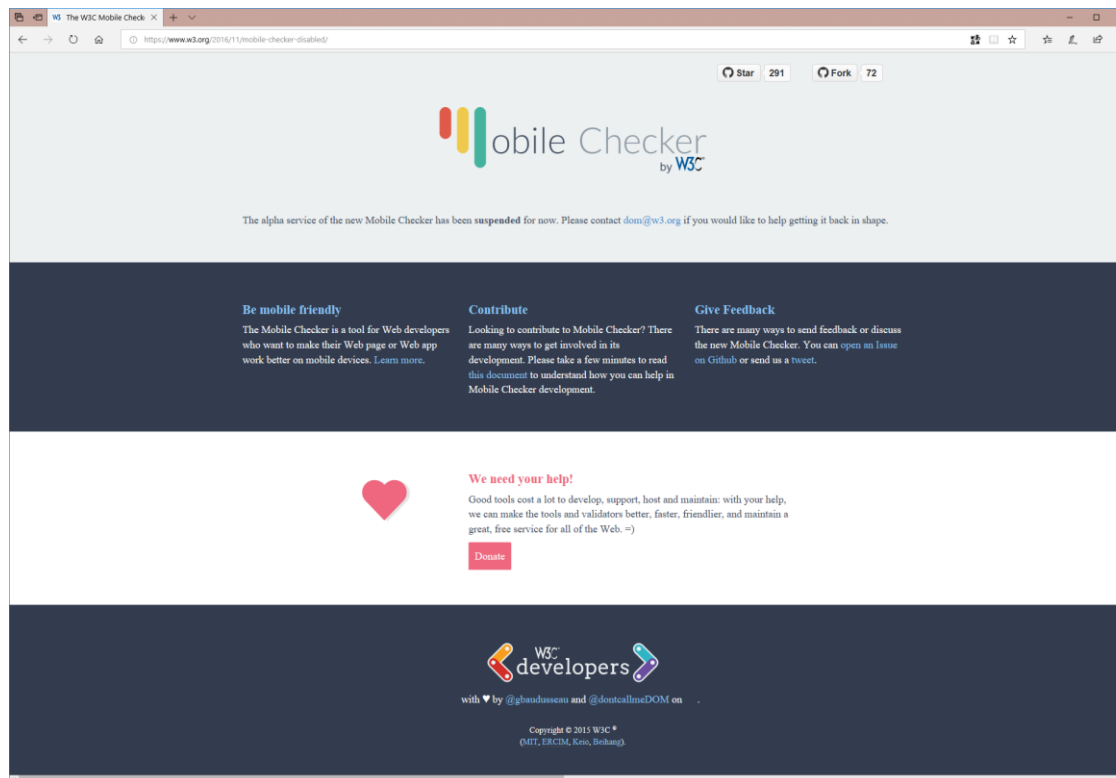 The W3C Mobile Check
https://www.w3.org/2016/11/mobile-checker-disabled/
Star 291 Fork 72
obile Checker
by W3C
The alpha service of the new Mobile Checker has been suspended for now. Please contact dom@w3.org if you would like to help getting it back in shape.
Be mobile friendly
The Mobile Checker is a tool for Web developers
who want to make their Web page or Web app
work better on mobile devices. Learn more.
Contribute
Looking to contribute to Mobile Checker? There
are many ways to get involved in its
development. Please take a few minutes to read
this document to understand how you can help in
Mobile Checker development.
Give Feedback
There are many ways to send feedback or discuss
the new Mobile Checker. You can open an Issue
on Github or send us a tweet.
We need your help!
Good tools cost a lot to develop, support, host and maintain: with your help,
we can make the tools and validators better, faster, friendlier, and maintain a
great, free service for all of the Web. =)
Donate
W3C
developers
with ♥ by @gbaudusseau and @dontcallmeDOM on .
Copyright © 2015 W3C ®
(MIT, ERCIM, Keio, Beihang).